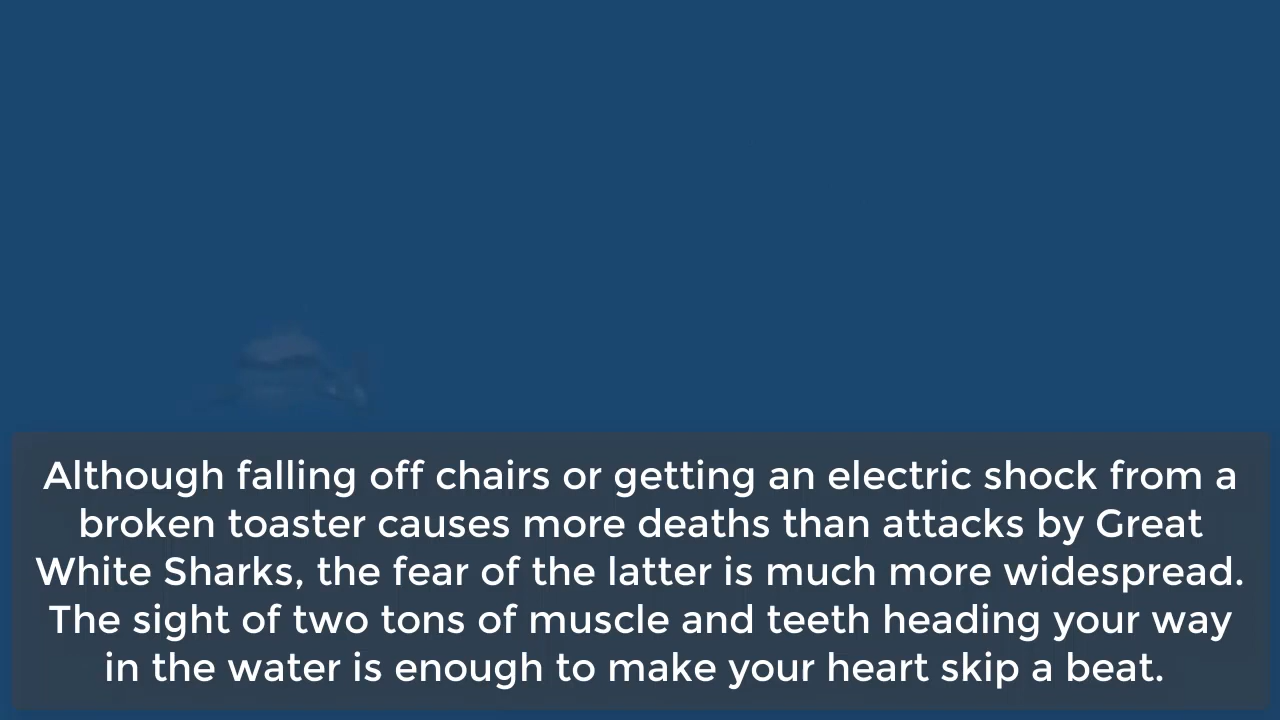 Although falling off chairs or getting an electric shock from a
broken toaster causes more deaths than attacks by Great
White Sharks, the fear of the latter is much more widespread.
The sight of two tons of muscle and teeth heading your way
in the water is enough to make your heart skip a beat.